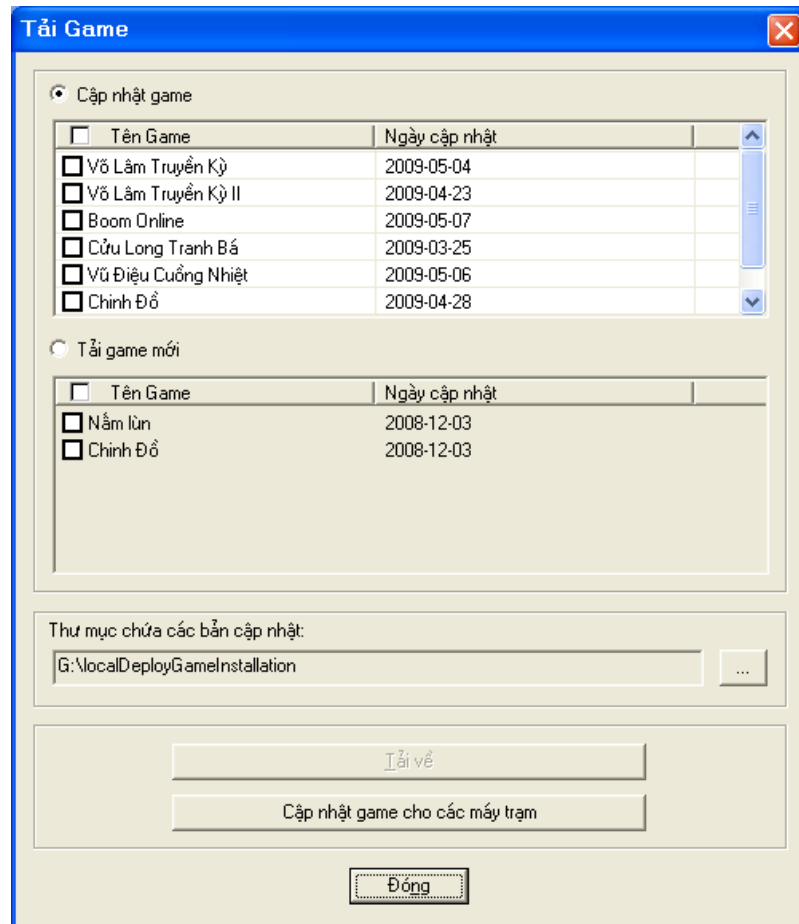 Tải Game
Cập nhật game
Tên Game Ngày cập nhật
Võ Lâm Truyền Kỳ 2009-05-04
Võ Lâm Truyền Kỳ II 2009-04-23
Boom Online 2009-05-07
Cửu Long Tranh Bá 2009-03-25
Vũ Điệu Cuồng Nhiệt 2009-05-06
Chinh Đồ 2009-04-28
Tải game mới
Tên Game Ngày cập nhật
Nấm lùn 2008-12-03
Chinh Đồ 2008-12-03
Thư mục chứa các bản cập nhật:
G:\localDeployGameInstallation
...
Tải về
Cập nhật game cho các máy trạm
Đóng